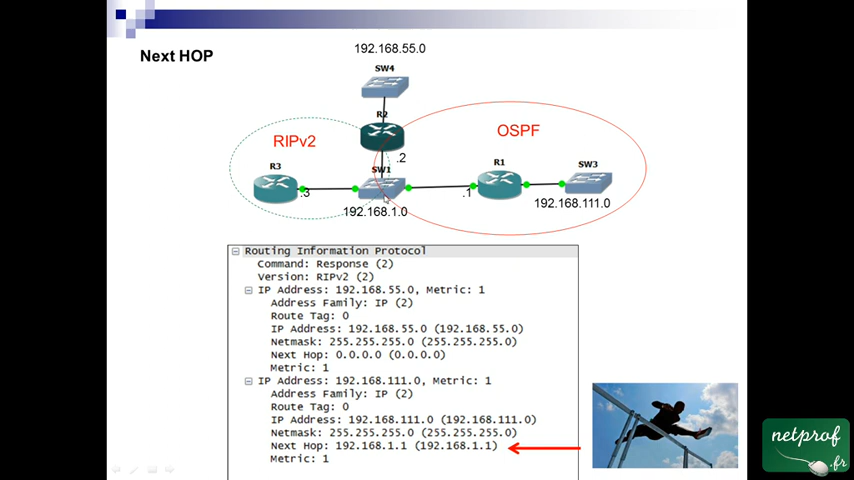 Next HOP
192.168.55.0
SW4
R2
RIPv2
OSPF
.2
R3
SW1
R1
SW3
.3
.1
192.168.1.0
192.168.111.0
Routing Information Protocol
Command: Response (2)
Version: RIPv2 (2)
IP Address: 192.168.55.0, Metric: 1
Address Family: IP (2)
Route Tag: 0
IP Address: 192.168.55.0 (192.168.55.0)
Netmask: 255.255.255.0 (255.255.255.0)
Next Hop: 0.0.0.0 (0.0.0.0)
Metric: 1
IP Address: 192.168.111.0, Metric: 1
Address Family: IP (2)
Route Tag: 0
IP Address: 192.168.111.0 (192.168.111.0)
Netmask: 255.255.255.0 (255.255.255.0)
Next Hop: 192.168.1.1 (192.168.1.1)
Metric: 1
netprof
.fr